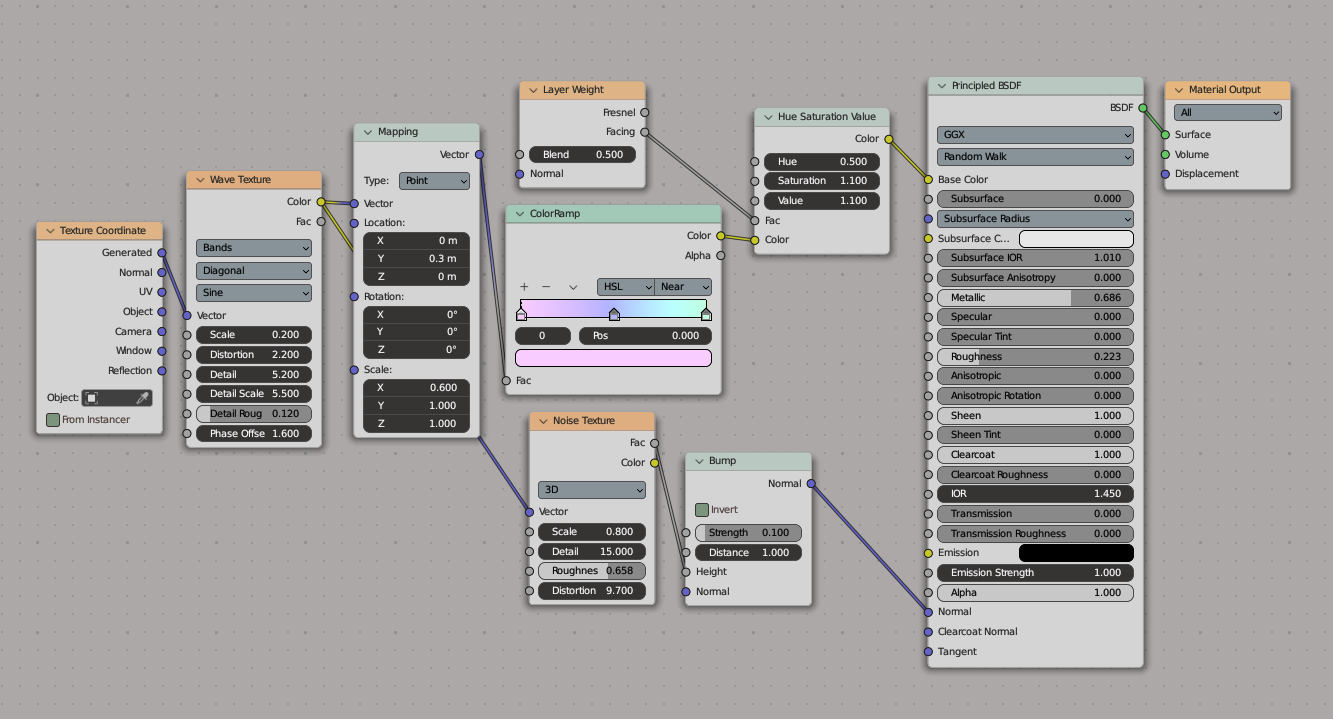 Texture Coordinate
Generated
Normal
UV
Object
Camera
Window
Reflection
Object:
From Instancer
Wave Texture
Color
Fac
Bands
Diagonal
Sine
Vector
Scale 0.200
Distortion 2.200
Detail 5.200
Detail Scale 5.500
Detail Roug 0.120
Phase Offse 1.600
Mapping
Vector
Type: Point
Vector
Location:
X 0 m
Y 0.3 m
Z 0 m
Rotation:
X 0°
Y 0°
Z 0°
Scale:
X 0.600
Y 1.000
Z 1.000
Layer Weight
Fresnel
Facing
Blend 0.500
Normal
ColorRamp
Color
Alpha
+ − HSL Near
0 Pos 0.000
Fac
Noise Texture
Fac
Color
3D
Vector
Scale 0.800
Detail 15.000
Roughnes 0.658
Distortion 9.700
Bump
Normal
Invert
Strength 0.100
Distance 1.000
Height
Normal
Hue Saturation Value
Color
Hue 0.500
Saturation 1.100
Value 1.100
Fac
Color
Principled BSDF
BSDF
GGX
Random Walk
Base Color
Subsurface 0.000
Subsurface Radius
Subsurface C...
Subsurface IOR 1.010
Subsurface Anisotropy 0.000
Metallic 0.686
Specular 0.000
Specular Tint 0.000
Roughness 0.223
Anisotropic 0.000
Anisotropic Rotation 0.000
Sheen 1.000
Sheen Tint 0.000
Clearcoat 1.000
Clearcoat Roughness 0.000
IOR 1.450
Transmission 0.000
Transmission Roughness 0.000
Emission
Emission Strength 1.000
Alpha 1.000
Normal
Clearcoat Normal
Tangent
Material Output
All
Surface
Volume
Displacement